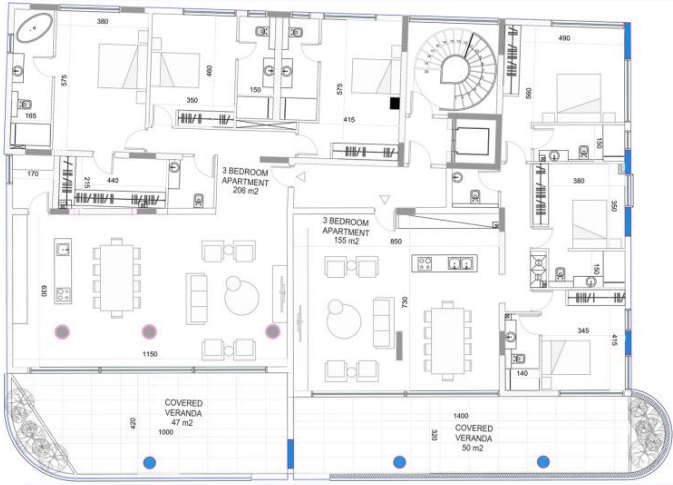 380
490
460
575
575
590
350
150
415
150
165
170
215
440
3 BEDROOM
APARTMENT
206 m2
380
350
3 BEDROOM
APARTMENT
155 m2
850
150
630
730
345
415
1150
140
COVERED
VERANDA
47 m2
420
1000
1400
COVERED
VERANDA
50 m2
320